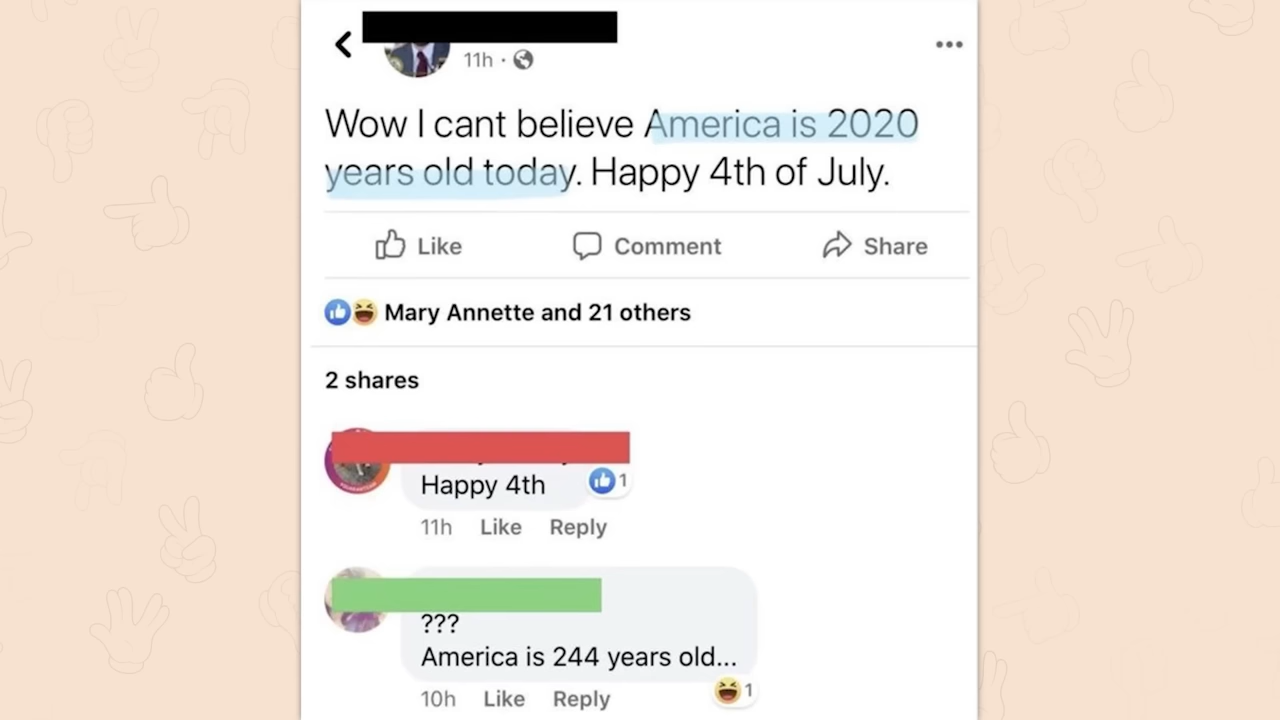 11h ·
Wow I cant believe America is 2020
years old today. Happy 4th of July.
Like Comment Share
Mary Annette and 21 others
2 shares
Happy 4th 1
11h Like Reply
???
America is 244 years old...
10h Like Reply 1